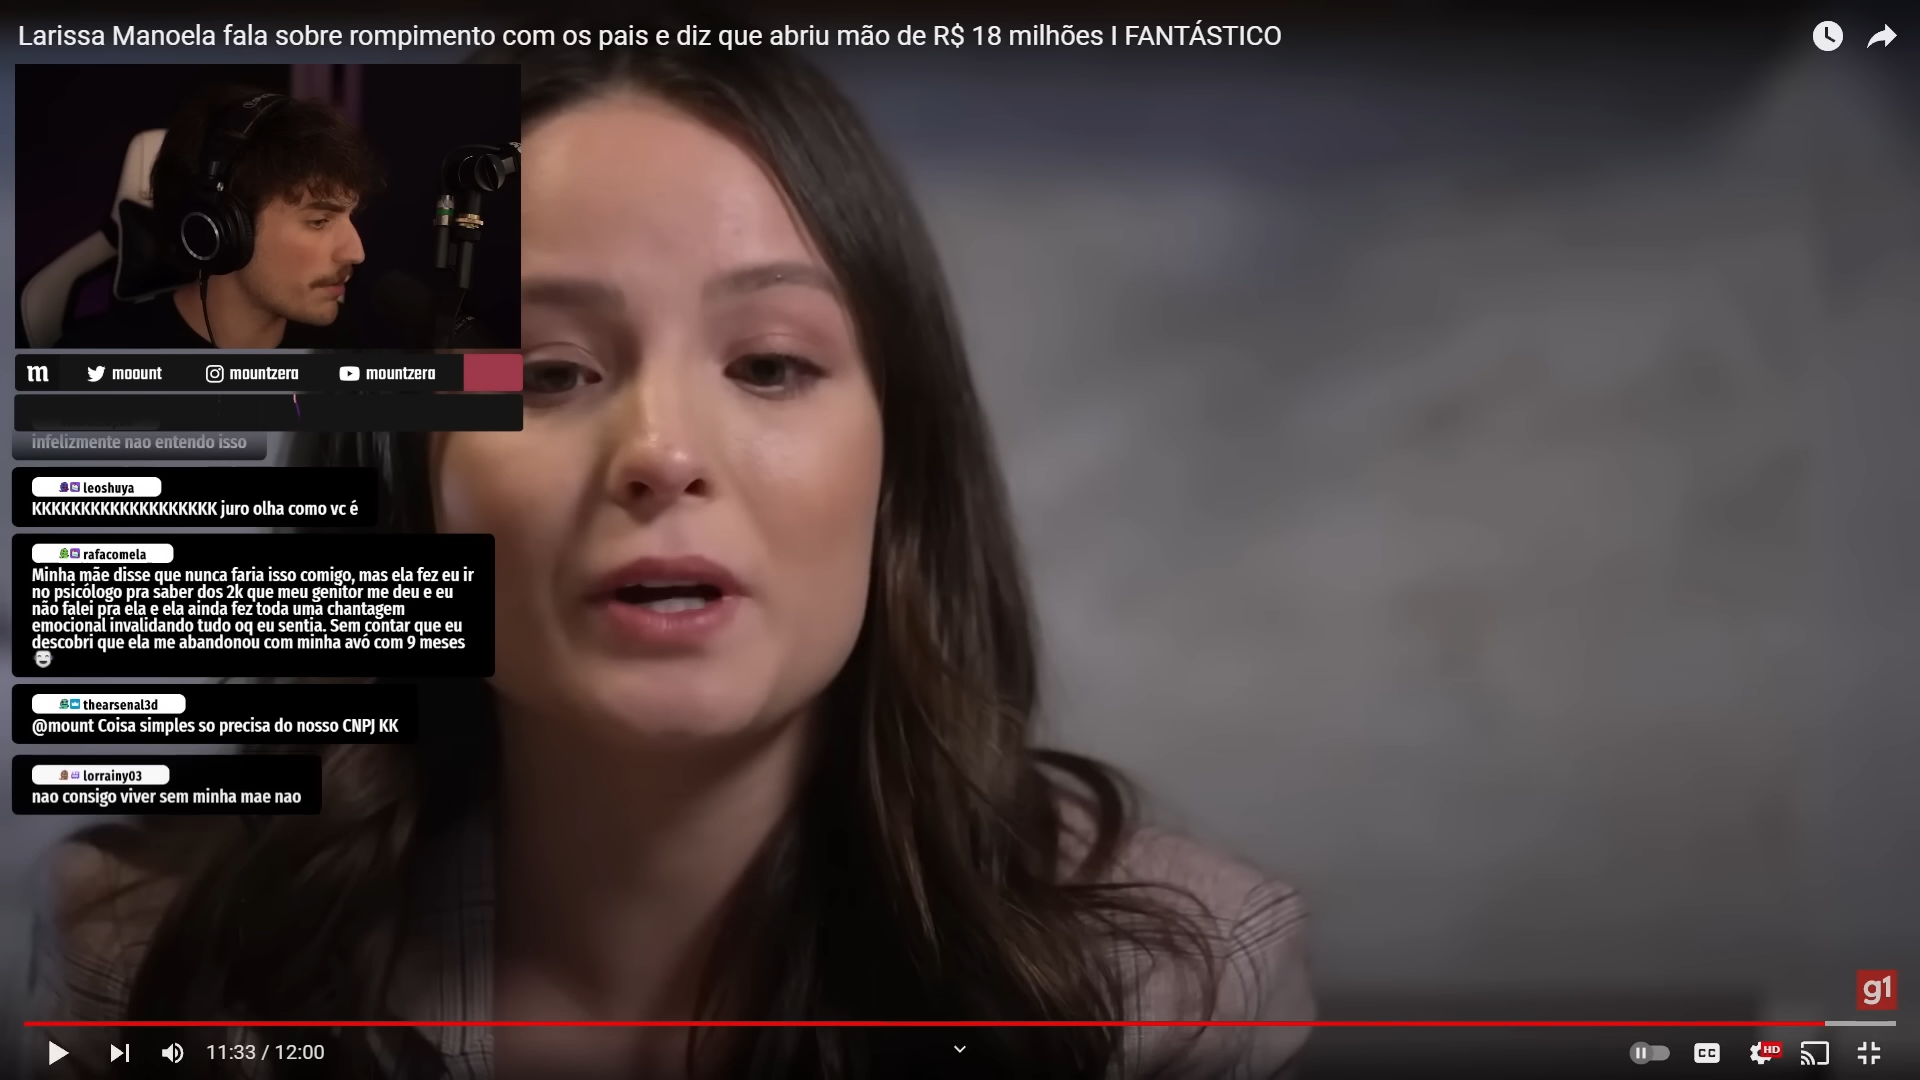 Larissa Manoela fala sobre rompimento com os pais e diz que abriu mão de R$ 18 milhões I FANTÁSTICO
m moount mountzera mountzera
infelizmente nao entendo isso
leoshuya
KKKKKKKKKKKKKKKKKKK juro olha como vc é
rafacomela
Minha mãe disse que nunca faria isso comigo, mas ela fez eu ir
no psicólogo pra saber dos 2k que meu genitor me deu e eu
não falei pra ela e ela ainda fez toda uma chantagem
emocional invalidando tudo oq eu sentia. Sem contar que eu
descobri que ela me abandonou com minha avó com 9 meses
thearsenal3d
@mount Coisa simples so precisa do nosso CNPJ KK
lorrainy03
nao consigo viver sem minha mae nao
g1
11:33 / 12:00
CC
HD